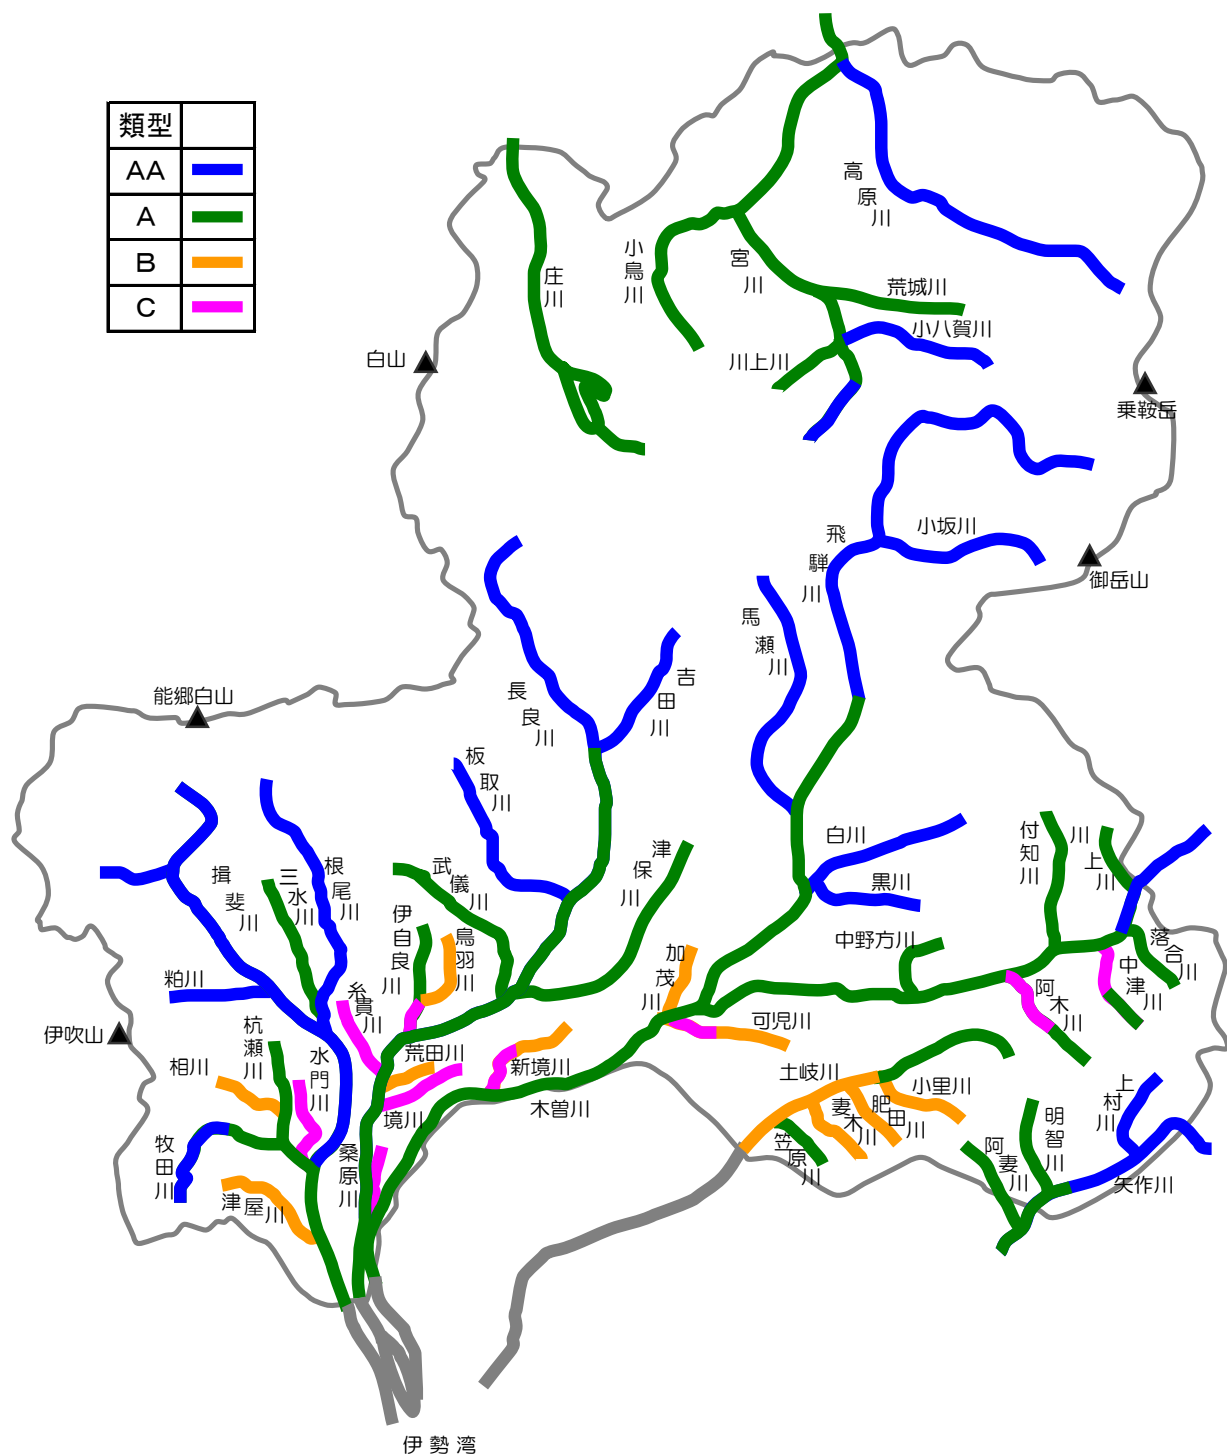 類型
AA
A
B
C
高原川
小鳥川
宮川
庄川
荒城川
小八賀川
川上川
白山
乗鞍岳
飛騨川
小坂川
御岳山
馬瀬川
吉田川
長良川
能郷白山
板取川
白川
黒川
付知川
川上川
津保川
武儀川
根尾川
三水川
揖斐川
伊自良川
鳥羽川
加茂川
中野方川
落合川
中津川
阿木川
粕川
糸貫川
伊吹山
杭瀬川
水門川
相川
荒田川
新境川
可児川
木曽川
境川
土岐川
小里川
肥田川
妻木川
笠原川
上村川
明智川
阿妻川
矢作川
牧田川
津屋川
桑原川
伊勢湾